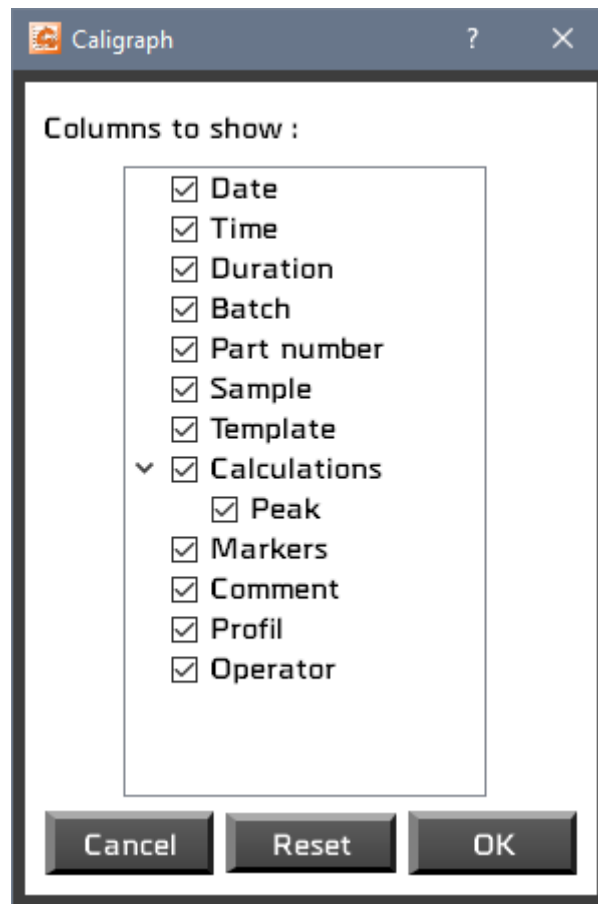 Caligraph ?
Columns to show :
Date
Time
Duration
Batch
Part number
Sample
Template
Calculations
Peak
Markers
Comment
Profil
Operator
Cancel Reset OK